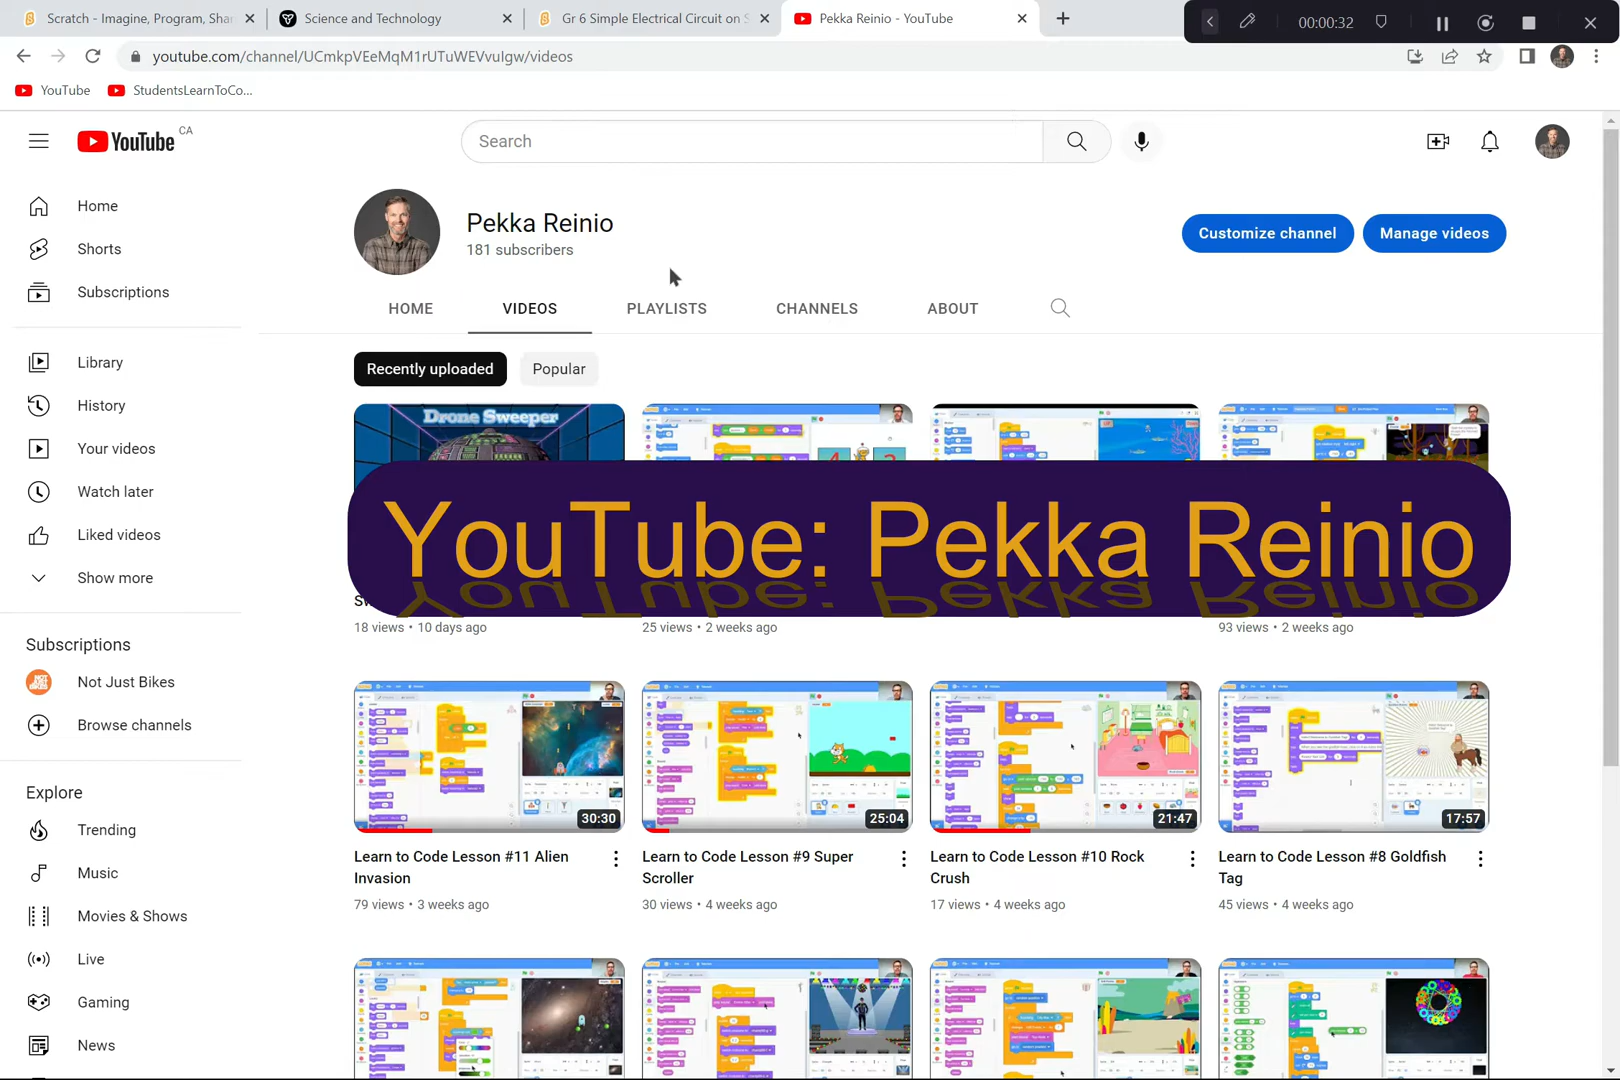 Scratch - Imagine, Program, Shar
Science and Technology
Gr 6 Simple Electrical Circuit on S
Pekka Reinio - YouTube
00:00:32
youtube.com/channel/UCmkpVEeMqM1rUTuWEVvuIgw/videos
YouTube
StudentsLearnToCo...
YouTube CA
Search
Home
Shorts
Subscriptions
Library
History
Your videos
Watch later
Liked videos
Show more
Subscriptions
Not Just Bikes
Browse channels
Explore
Trending
Music
Movies & Shows
Live
Gaming
News
Pekka Reinio
181 subscribers
Customize channel
Manage videos
HOME
VIDEOS
PLAYLISTS
CHANNELS
ABOUT
Recently uploaded
Popular
Drone Sweeper
YouTube: Pekka Reinio
18 views • 10 days ago
25 views • 2 weeks ago
93 views • 2 weeks ago
30:30
25:04
21:47
17:57
Learn to Code Lesson #11 Alien
Invasion
79 views • 3 weeks ago
Learn to Code Lesson #9 Super
Scroller
30 views • 4 weeks ago
Learn to Code Lesson #10 Rock
Crush
17 views • 4 weeks ago
Learn to Code Lesson #8 Goldfish
Tag
45 views • 4 weeks ago